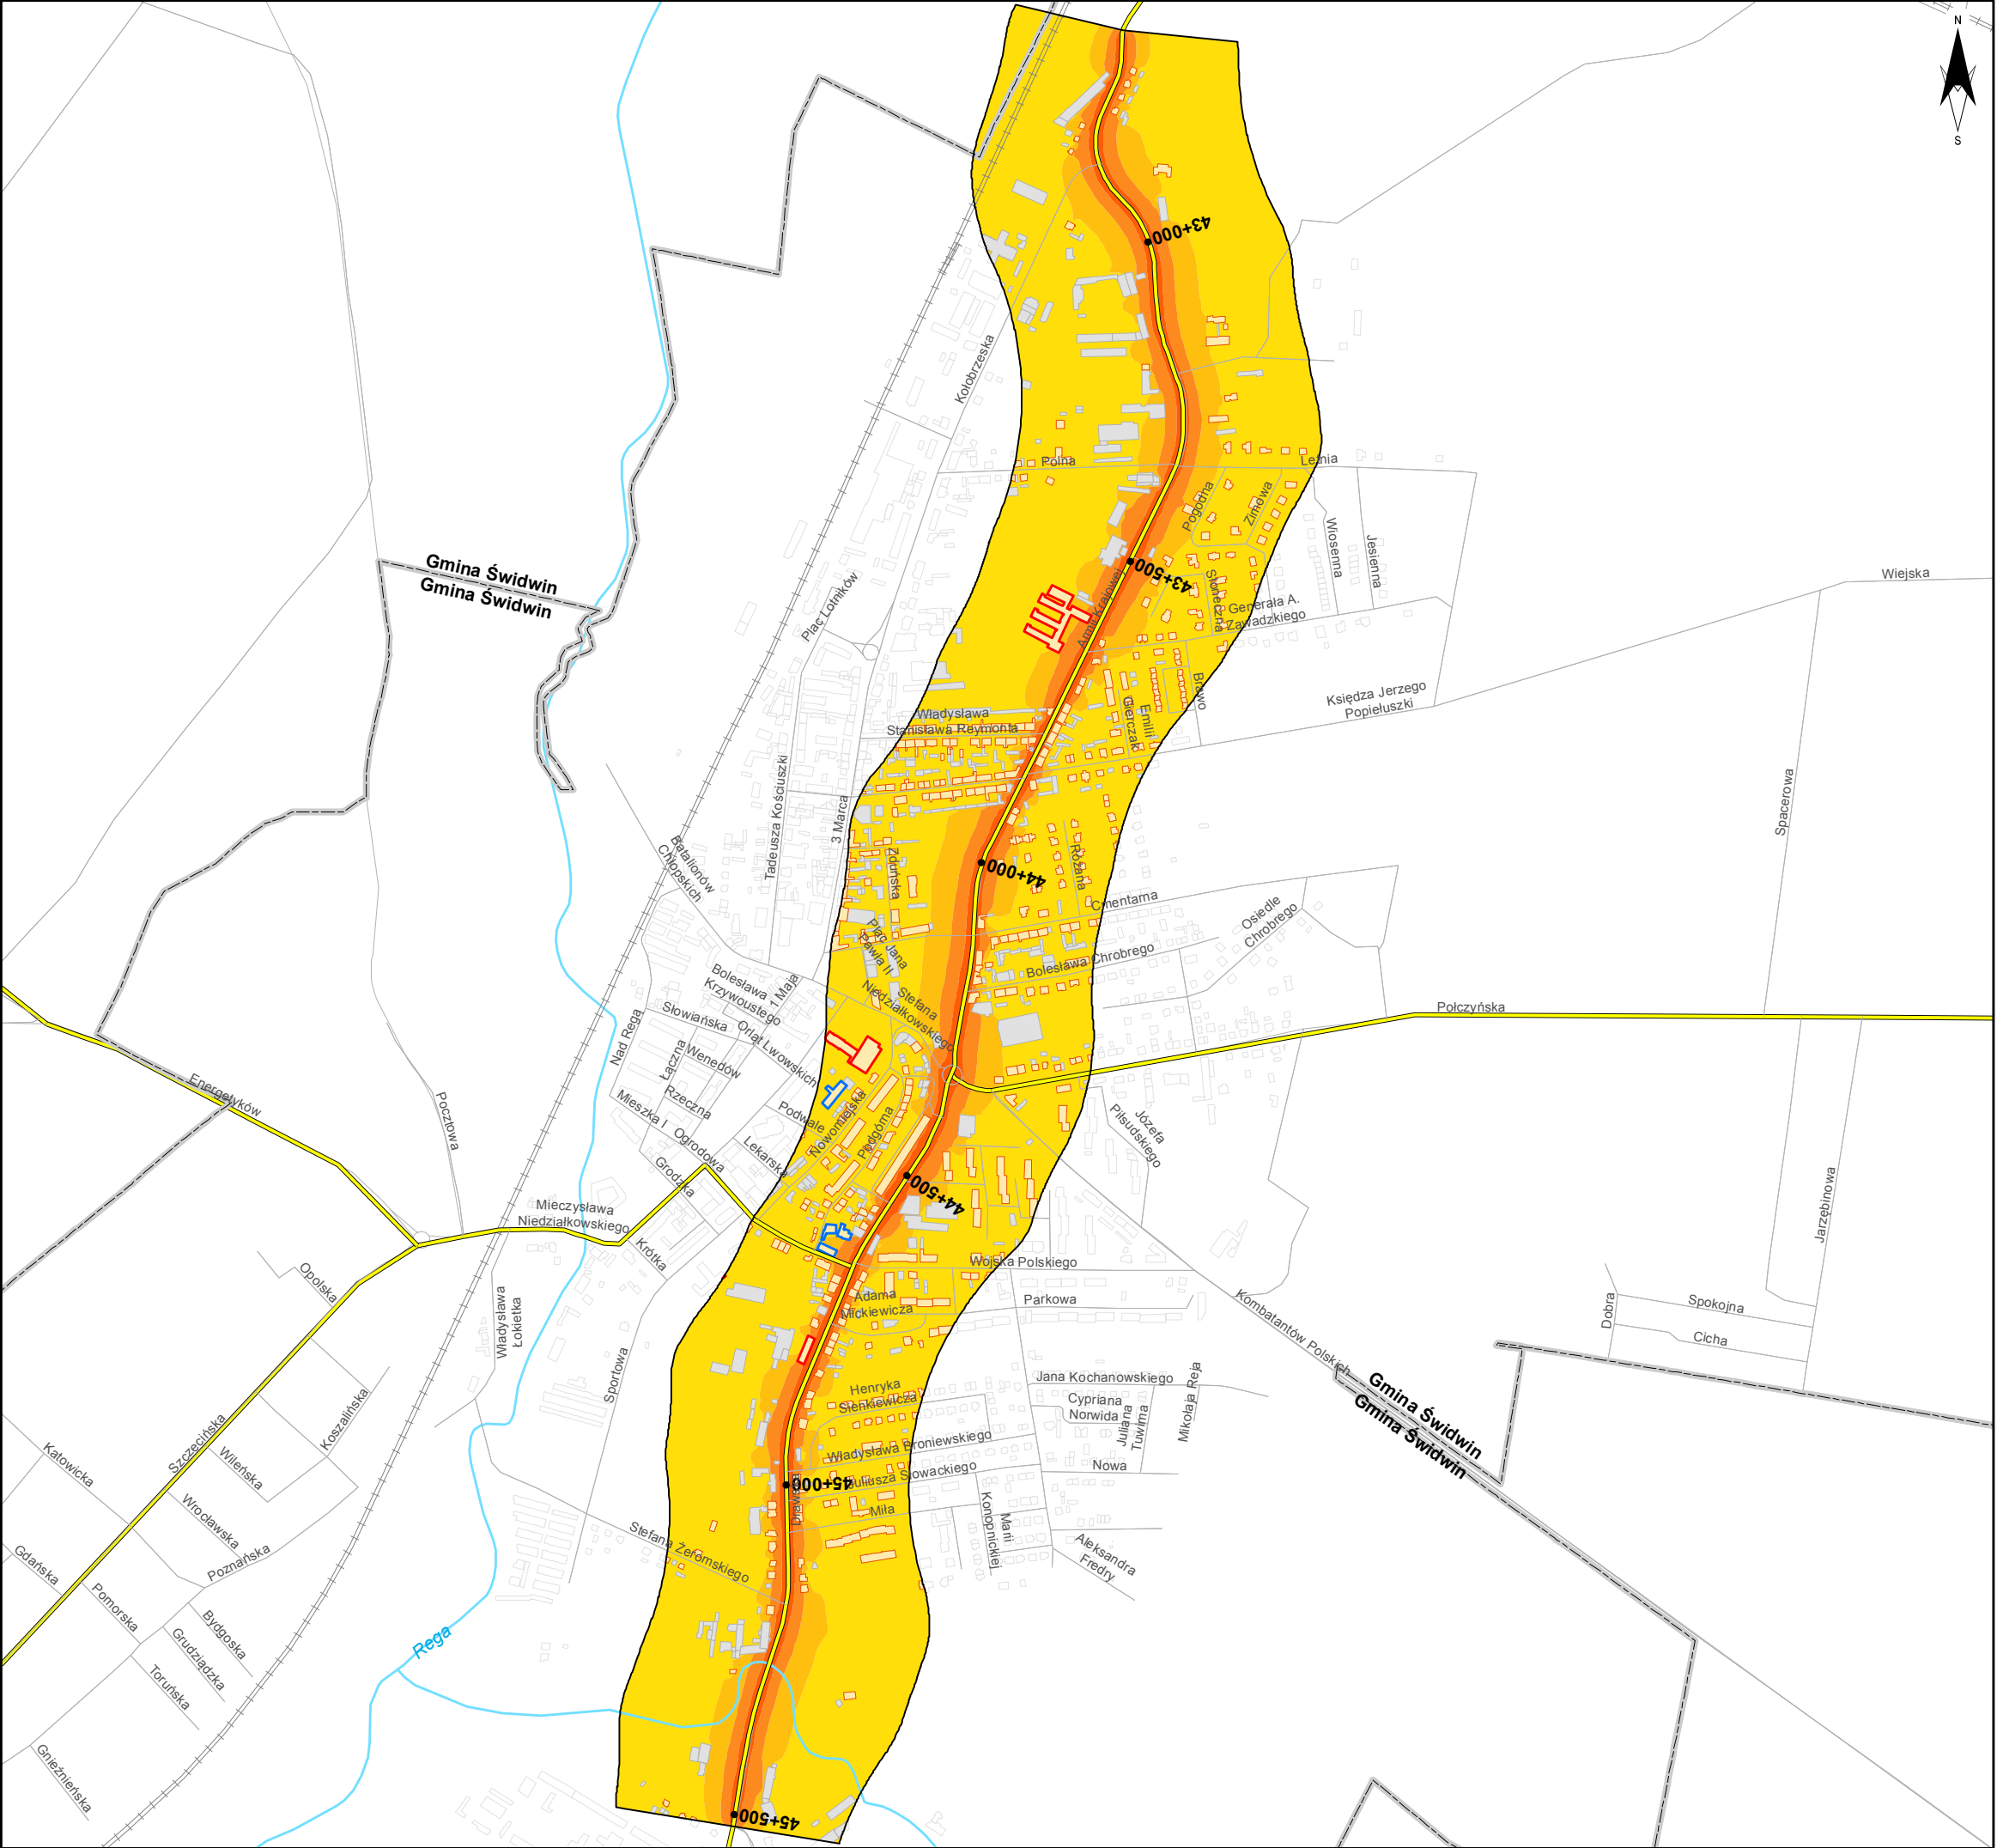 N
S
43+000
Kołobrzeska
Polna
Letnia
Pogodna
Zimowa
Wiosenna
Jesienna
43+500
Armii Krajowej
Słoneczna
Generała A.
Zawadzkiego
Wiejska
Gmina Świdwin
Gmina Świdwin
Plac Lotników
Władysława
Stanisława Reymonta
Emilii
Gierczak
Brawo
Księdza Jerzego
Popiełuszki
Spacerowa
Tadeusza Kościuszki
3 Marca
Batalionów
Chłopskich
Zduńska
44+000
Różana
Cmentarna
Osiedle
Chrobrego
Plac Jana
Pawła II
Bolesława Chrobrego
Bolesława
Krzywoustego
1 Maja
Stefana
Niedziałkowskiego
Połczyńska
Słowiańska
Orląt Lwowskich
Nad Regą
Łączna
Wenedów
Rzeczna
Mieszka I
Ogrodowa
Podwale
Nowomiejska
Podgórna
Lekarska
Grodzka
Energetyków
Pocztowa
Józefa
Piłsudskiego
Jarzębinowa
44+500
Mieczysława
Niedziałkowskiego
Krótka
Opolska
Władysława
Łokietka
Wojska Polskiego
Adama
Mickiewicza
Parkowa
Kombatantów Polskich
Dobra
Spokojna
Cicha
Gmina Świdwin
Gmina Świdwin
Sportowa
Henryka
Sienkiewicza
Jana Kochanowskiego
Cypriana
Norwida
Juliana
Tuwima
Mikołaja Reja
Władysława Broniewskiego
Juliusza Słowackiego
Nowa
45+000
Drawska
Miła
Marii
Konopnickiej
Aleksandra
Fredry
Stefana Żeromskiego
Koszalińska
Szczecińska
Wileńska
Katowicka
Wrocławska
Poznańska
Gdańska
Pomorska
Bydgoska
Grudziądzka
Toruńska
Gnieźnieńska
Rega
45+500